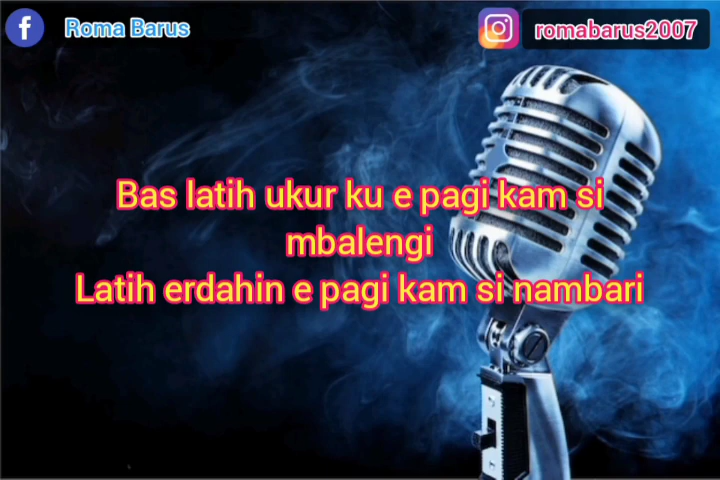 Roma Barus
romabarus2007
Bas latih ukur ku e pagi kam si
mbalengi
Latih erdahin e pagi kam si nambari